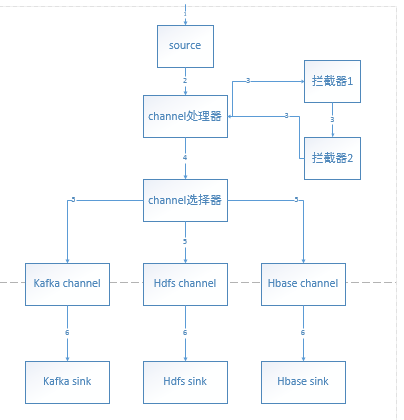 1
source
2
channel处理器
3
拦截器1
3
3
拦截器2
4
channel选择器
5
5
5
Kafka channel
Hdfs channel
Hbase channel
6
6
6
Kafka sink
Hdfs sink
Hbase sink